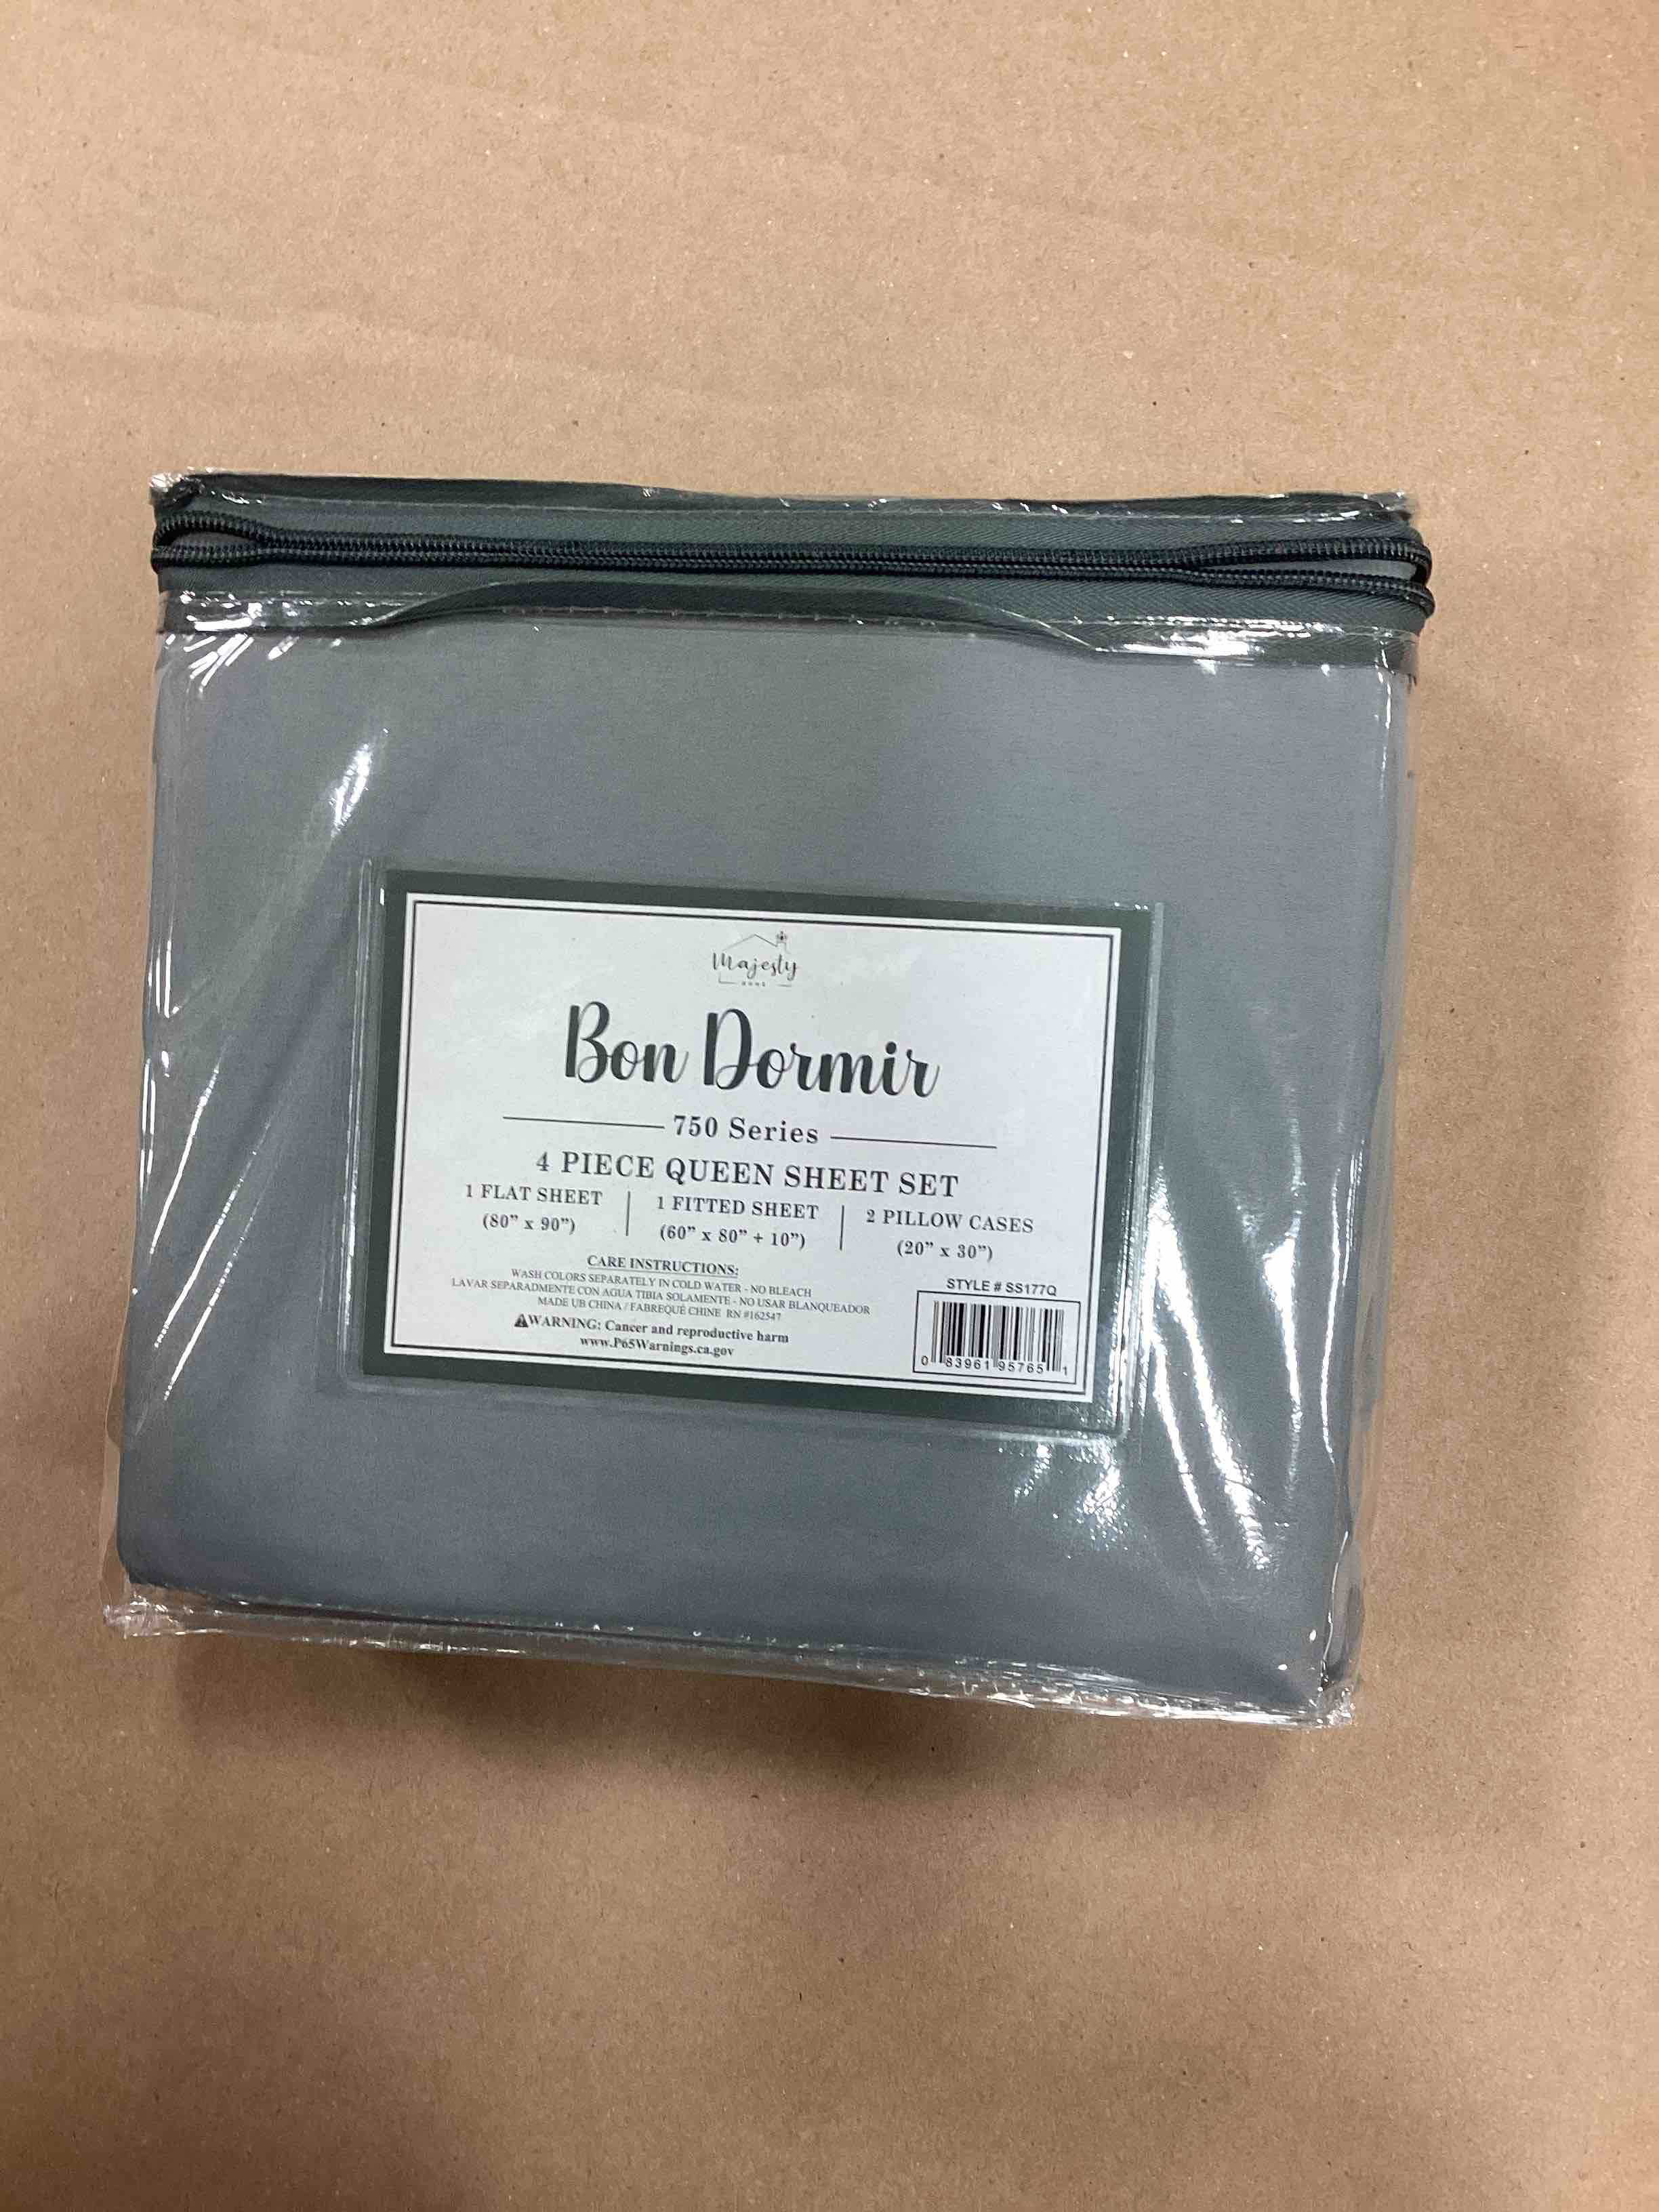 Majesty
HOME
Bon Dormir
750 Series
4 PIECE QUEEN SHEET SET
1 FLAT SHEET | 1 FITTED SHEET | 2 PILLOW CASES
(80” x 90”) (60” x 80” + 10”) (20” x 30”)
CARE INSTRUCTIONS:
WASH COLORS SEPARATELY IN COLD WATER - NO BLEACH
LAVAR SEPARADMENTE CON AGUA TIBIA SOLAMENTE - NO USAR BLANQUEADOR
MADE UB CHINA / FABREQUÉ CHINE RN #162547
⚠WARNING: Cancer and reproductive harm
www.P65Warnings.ca.gov
STYLE # SS177Q
0 83961 95765 1